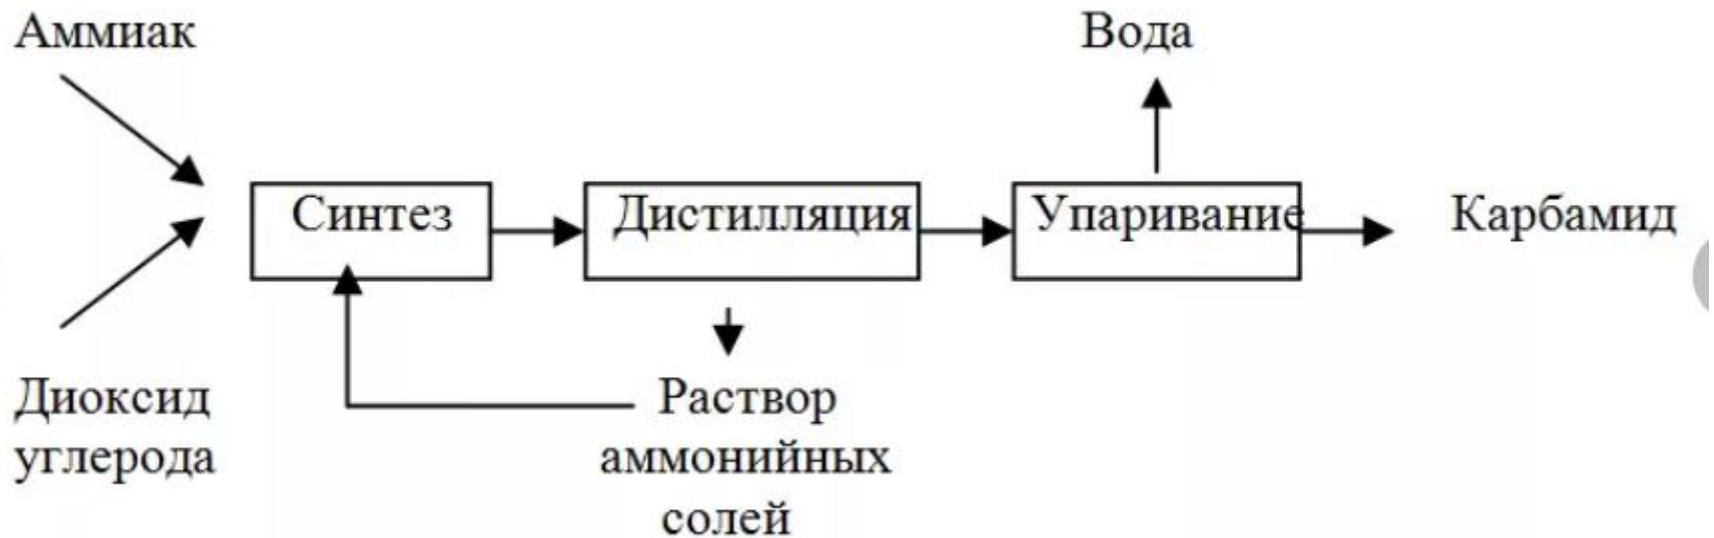 Аммиак
Вода
Синтез
Дистилляция
Упаривание
Карбамид
Диоксид
углерода
Раствор
аммонийных
солей